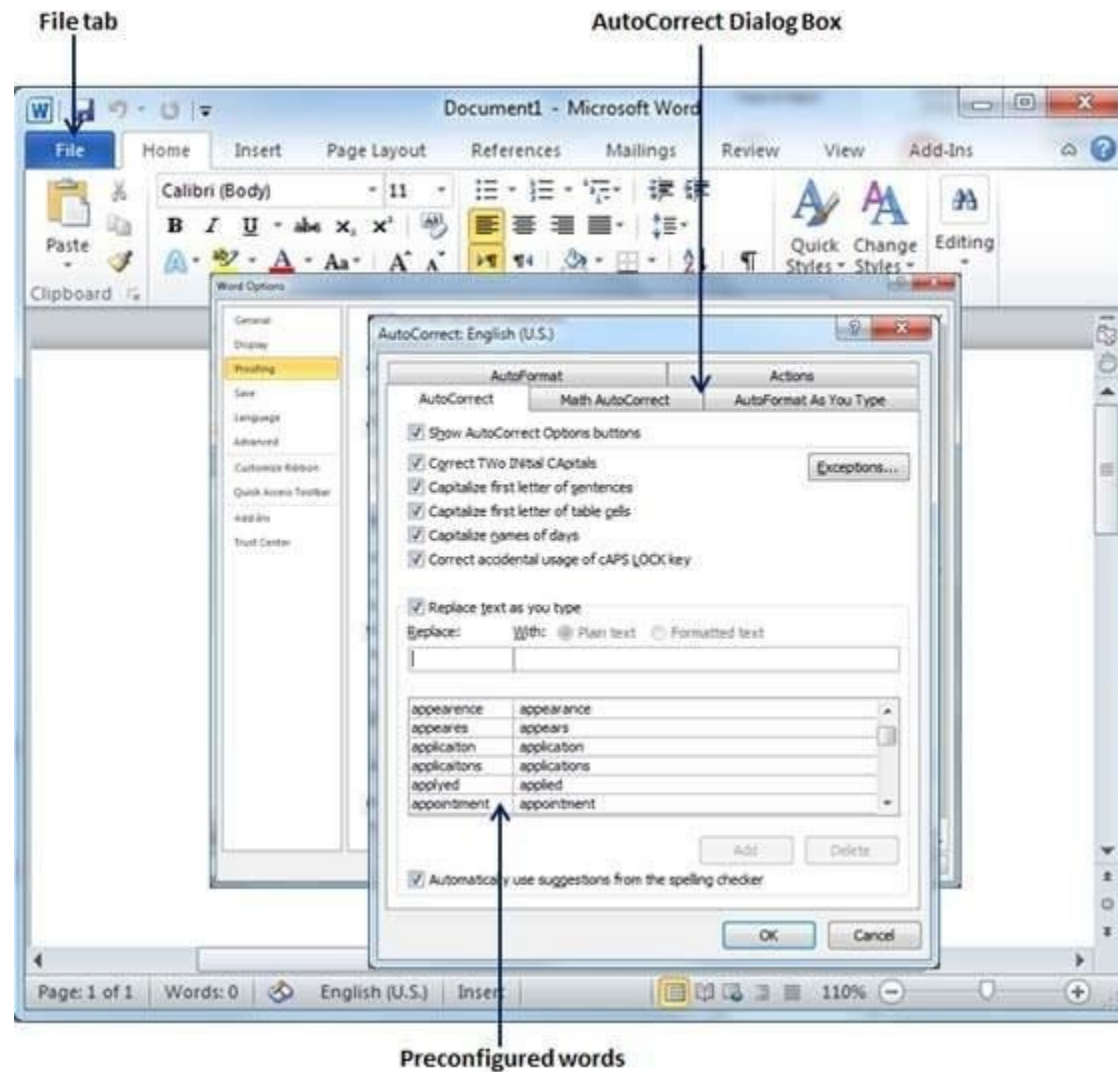 File tab
AutoCorrect Dialog Box
Document1 - Microsoft Word
File Home Insert Page Layout References Mailings Review View Add-Ins
Calibri (Body) 11
B I U abc x₂ x²
Paste
Aa A A
Quick Styles
Change Styles
Editing
Clipboard
Word Options
General
Display
Proofing
Save
Language
Advanced
Customize Ribbon
Quick Access Toolbar
Add-Ins
Trust Center
AutoCorrect: English (U.S.)
AutoFormat Actions
AutoCorrect Math AutoCorrect AutoFormat As You Type
Show AutoCorrect Options buttons
Correct TWo INitial CApitals
Exceptions...
Capitalize first letter of sentences
Capitalize first letter of table cells
Capitalize names of days
Correct accidental usage of cAPS LOCK key
Replace text as you type
Replace: With: Plain text Formatted text
appearence appearance
appeares appears
applicaiton application
applicaitons applications
applyed applied
appointment appointment
Add Delete
Automatically use suggestions from the spelling checker
OK Cancel
Page: 1 of 1 Words: 0 English (U.S.) Insert 110%
Preconfigured words